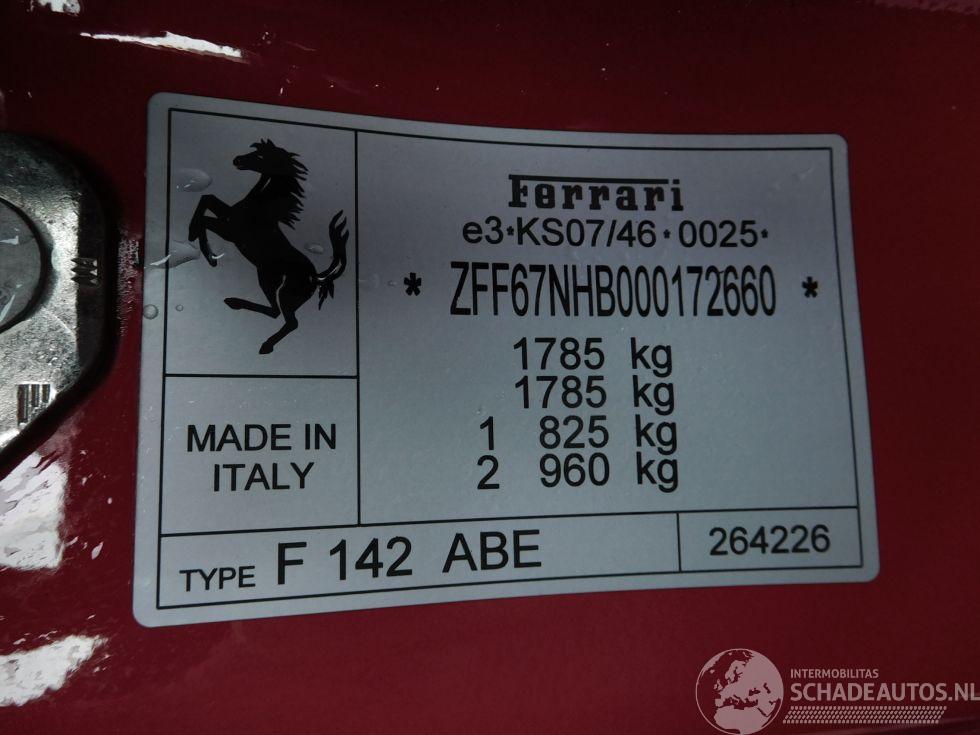 Ferrari
e3*KS07/46*0025*
* ZFF67NHB000172660 *
1785 kg
1785 kg
1 825 kg
2 960 kg
MADE IN
ITALY
TYPE F 142 ABE
264226
INTERMOBILITAS
SCHADEAUTOS.NL